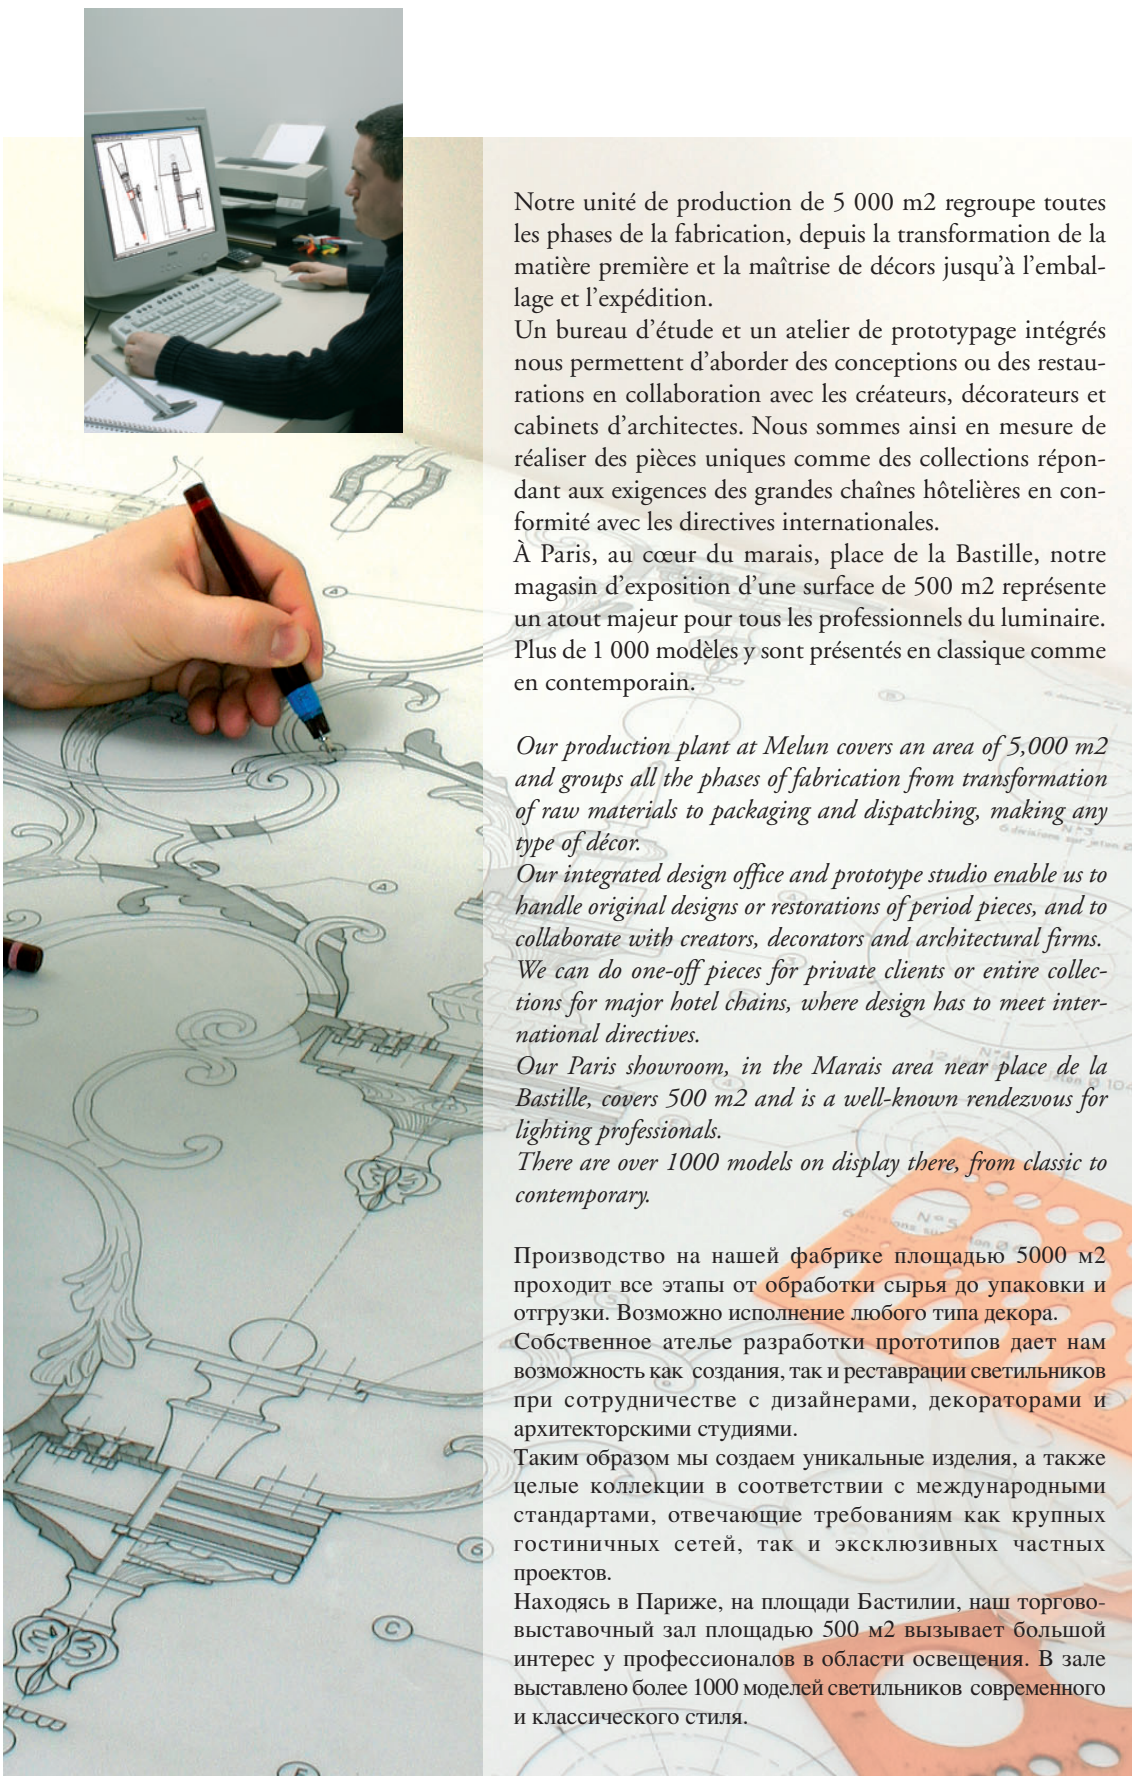 Notre unité de production de 5 000 m2 regroupe toutes
les phases de la fabrication, depuis la transformation de la
matière première et la maîtrise de décors jusqu'à l'embal-
lage et l'expédition.
Un bureau d'étude et un atelier de prototypage intégrés
nous permettent d'aborder des conceptions ou des restau-
rations en collaboration avec les créateurs, décorateurs et
cabinets d'architectes. Nous sommes ainsi en mesure de
réaliser des pièces uniques comme des collections répon-
dant aux exigences des grandes chaînes hôtelières en con-
formité avec les directives internationales.
À Paris, au cœur du marais, place de la Bastille, notre
magasin d'exposition d'une surface de 500 m2 représente
un atout majeur pour tous les professionnels du luminaire.
Plus de 1 000 modèles y sont présentés en classique comme
en contemporain.
Our production plant at Melun covers an area of 5,000 m2
and groups all the phases of fabrication from transformation
of raw materials to packaging and dispatching, making any
type of décor.
Our integrated design office and prototype studio enable us to
handle original designs or restorations of period pieces, and to
collaborate with creators, decorators and architectural firms.
We can do one-off pieces for private clients or entire collec-
tions for major hotel chains, where design has to meet inter-
national directives.
Our Paris showroom, in the Marais area near place de la
Bastille, covers 500 m2 and is a well-known rendezvous for
lighting professionals.
There are over 1000 models on display there, from classic to
contemporary.
Производство на нашей фабрике площадью 5000 м2
проходит все этапы от обработки сырья до упаковки и
отгрузки. Возможно исполнение любого типа декора.
Собственное ателье разработки прототипов дает нам
возможность как создания, так и реставрации светильников
при сотрудничестве с дизайнерами, декораторами и
архитекторскими студиями.
Таким образом мы создаем уникальные изделия, а также
целые коллекции в соответствии с международными
стандартами, отвечающие требованиям как крупных
гостиничных сетей, так и эксклюзивных частных
проектов.
Находясь в Париже, на площади Бастилии, наш торгово-
выставочный зал площадью 500 м2 вызывает большой
интерес у профессионалов в области освещения. В зале
выставлено более 1000 моделей светильников современного
и классического стиля.
4
4
6
C
N°3
N°4
N°5